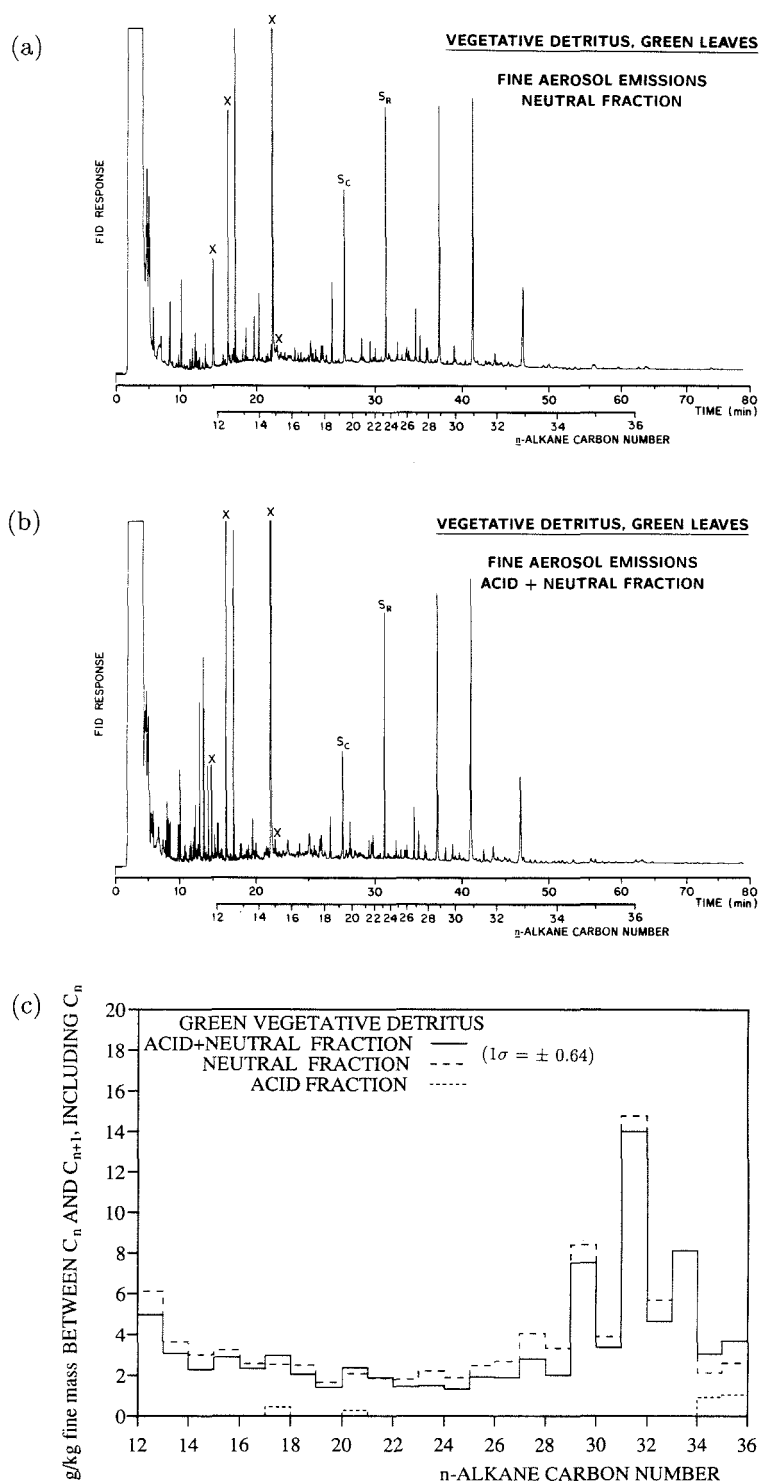 (a)
VEGETATIVE DETRITUS, GREEN LEAVES
FINE AEROSOL EMISSIONS
NEUTRAL FRACTION
X
X
X
X
S_C
S_R
FID RESPONSE
0 10 20 30 40 50 60 70 80
TIME (min)
12 14 16 18 20 22 24 26 28 30 32 34 36
n-ALKANE CARBON NUMBER
(b)
VEGETATIVE DETRITUS, GREEN LEAVES
FINE AEROSOL EMISSIONS
ACID + NEUTRAL FRACTION
X
X
X
X
S_C
S_R
FID RESPONSE
0 10 20 30 40 50 60 70 80
TIME (min)
12 14 16 18 20 22 24 26 28 30 32 34 36
n-ALKANE CARBON NUMBER
(c)
g/kg fine mass BETWEEN C_n AND C_{n+1}, INCLUDING C_n
20
18
16
14
12
10
8
6
4
2
0
GREEN VEGETATIVE DETRITUS
ACID+NEUTRAL FRACTION
NEUTRAL FRACTION
ACID FRACTION
(1σ = ± 0.64)
12 14 16 18 20 22 24 26 28 30 32 34 36
n-ALKANE CARBON NUMBER